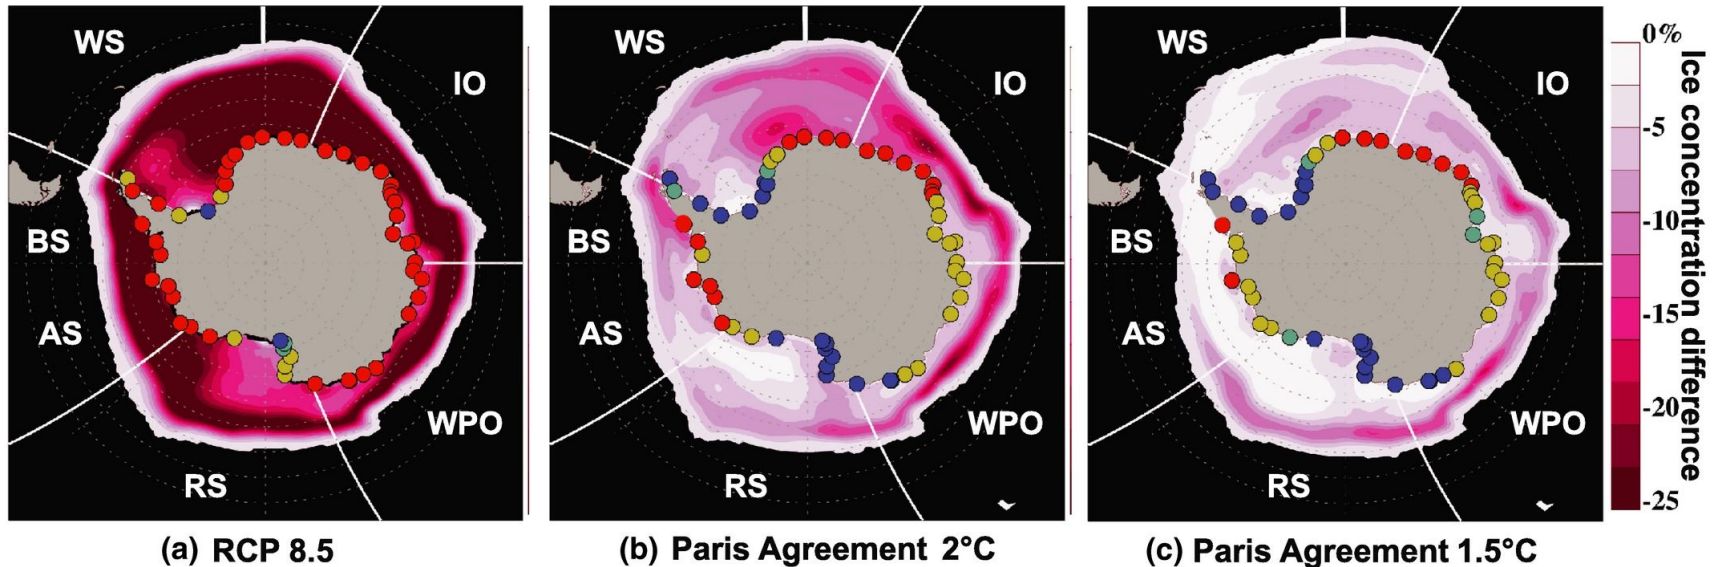 WS
IO
BS
AS
WPO
RS
(a) RCP 8.5
WS
IO
BS
AS
WPO
RS
(b) Paris Agreement 2°C
WS
IO
BS
AS
WPO
RS
(c) Paris Agreement 1.5°C
0%
-5
-10
-15
-20
-25
Ice concentration difference